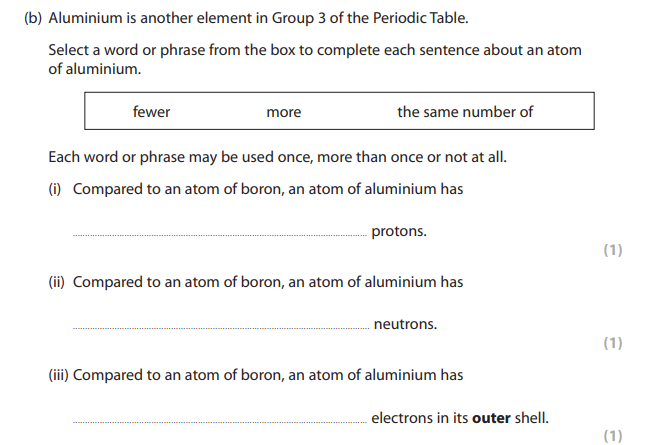 (b) Aluminium is another element in Group 3 of the Periodic Table.
Select a word or phrase from the box to complete each sentence about an atom
of aluminium.
fewer more the same number of
Each word or phrase may be used once, more than once or not at all.
(i) Compared to an atom of boron, an atom of aluminium has
protons.
(1)
(ii) Compared to an atom of boron, an atom of aluminium has
neutrons.
(1)
(iii) Compared to an atom of boron, an atom of aluminium has
electrons in its outer shell.
(1)